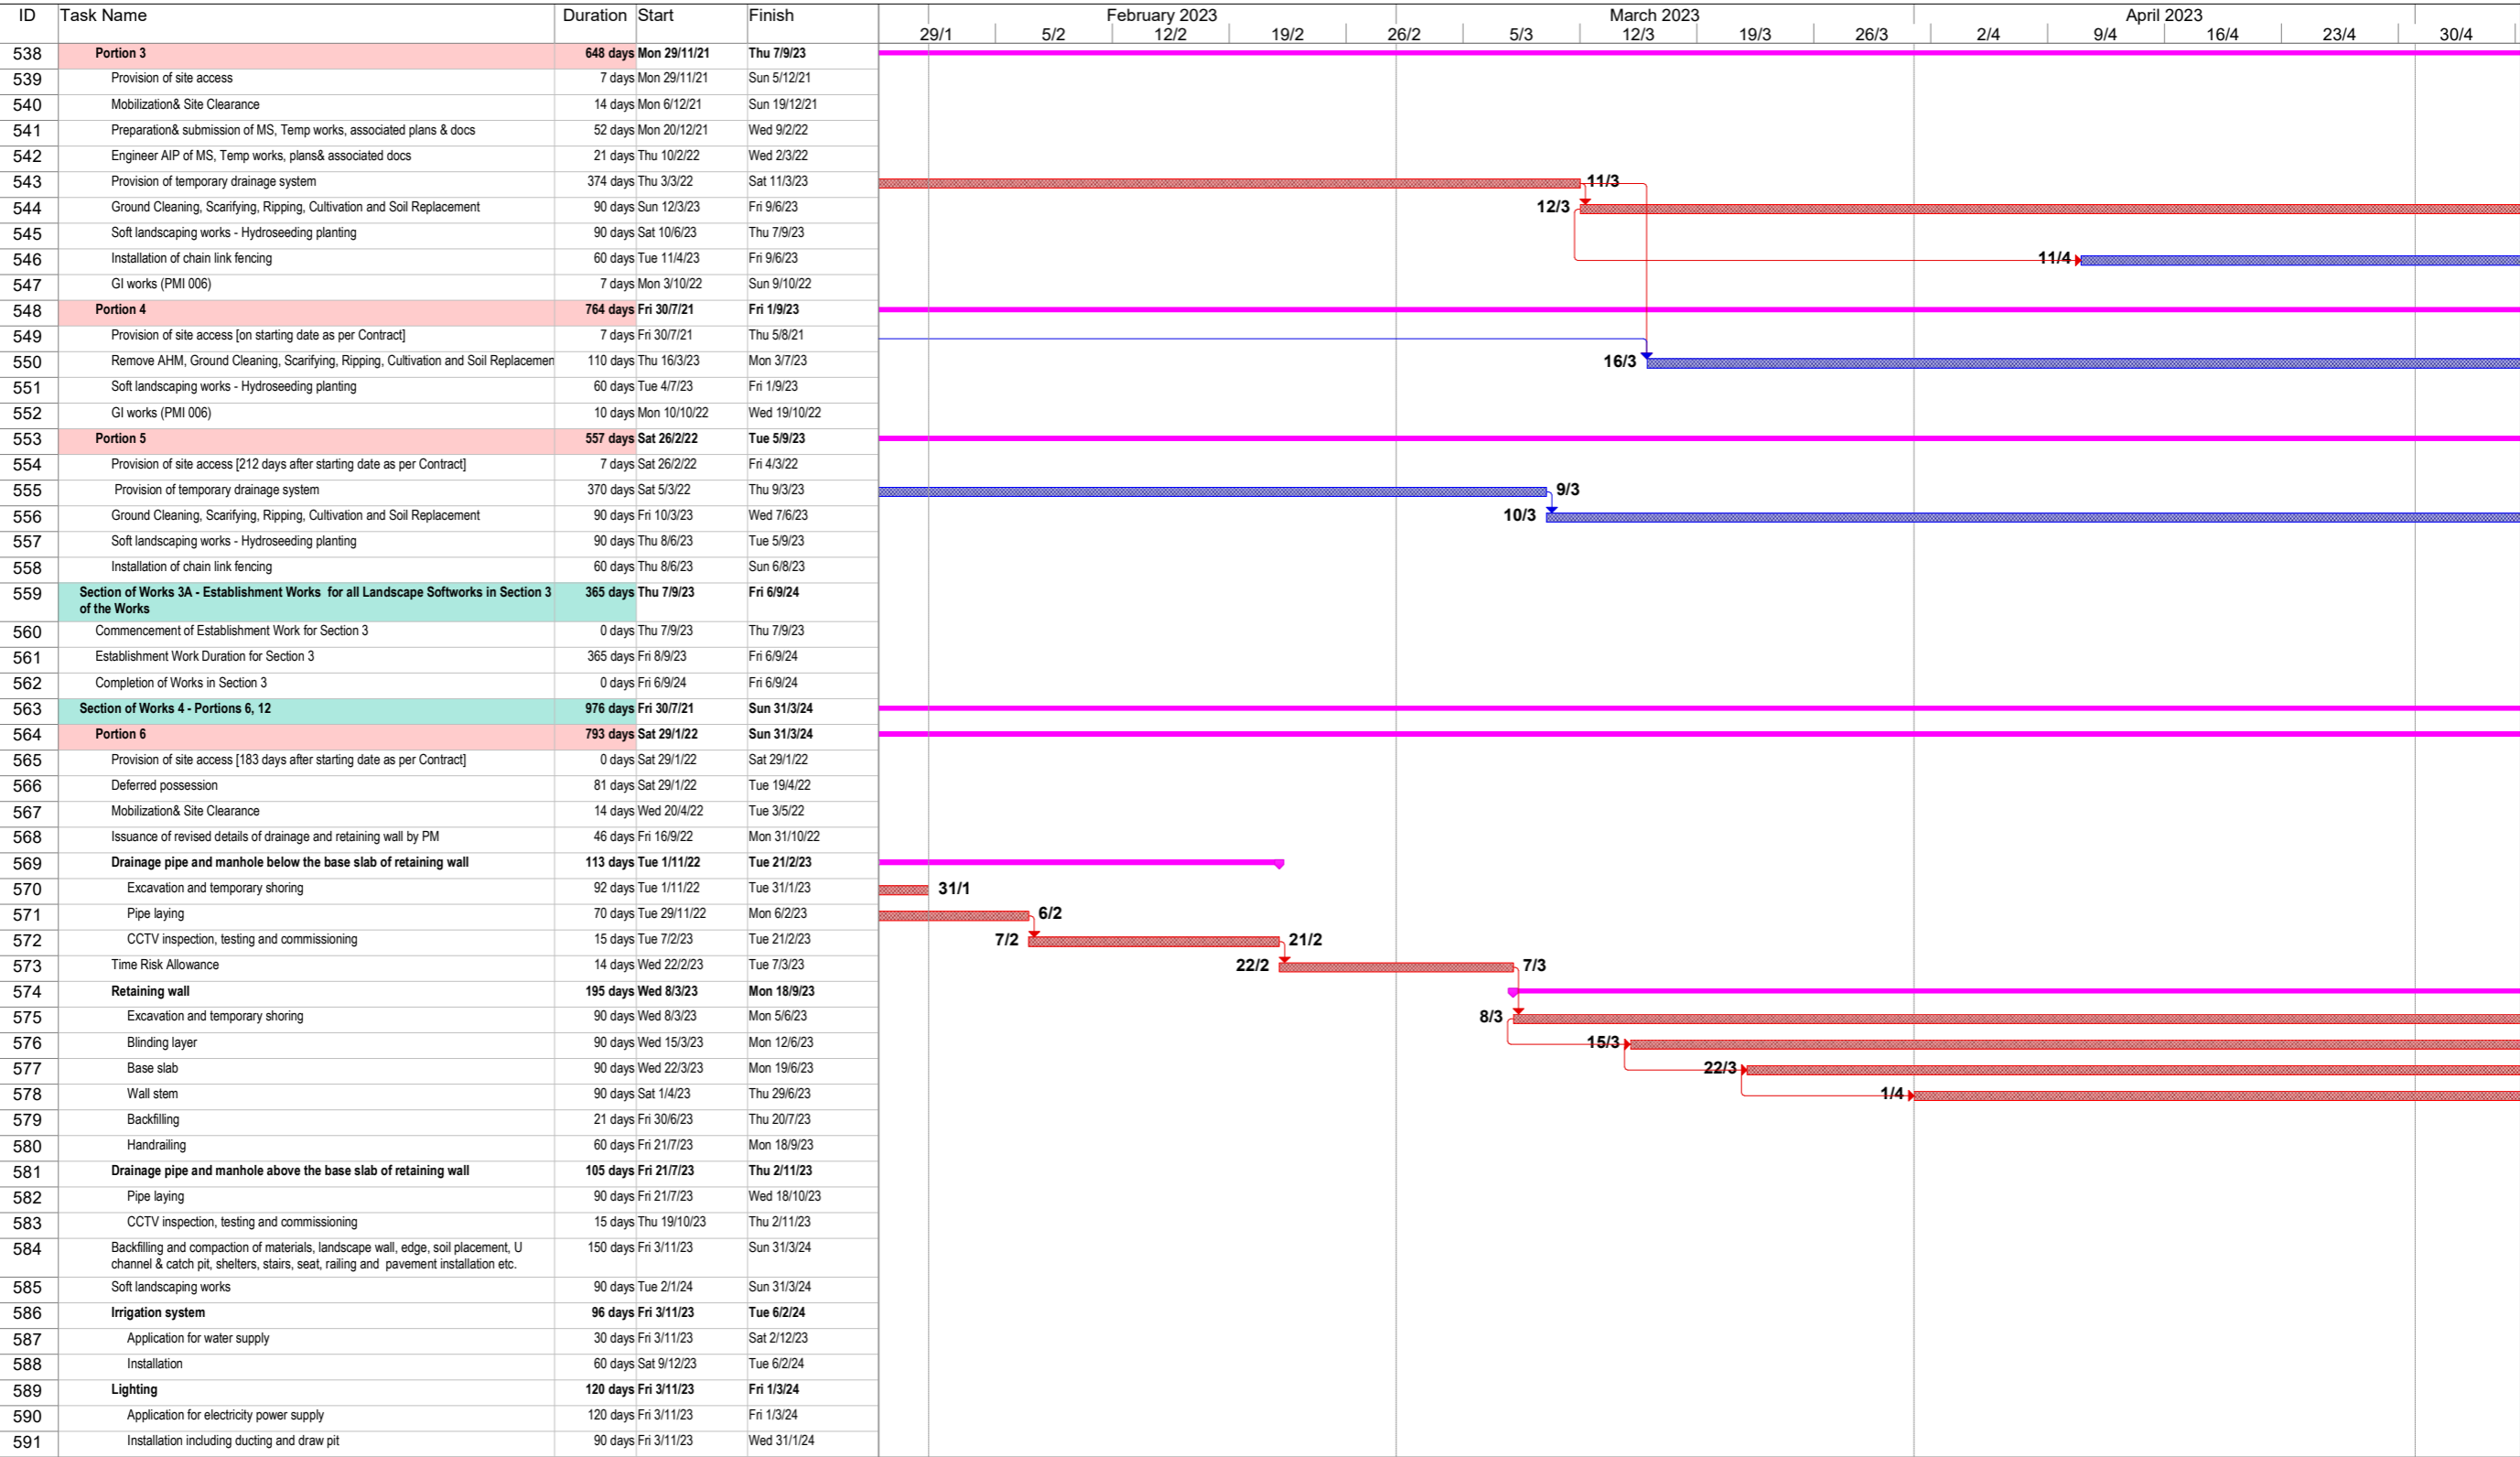 ID Task Name Duration Start Finish February 2023 March 2023 April 2023
29/1 5/2 12/2 19/2 26/2 5/3 12/3 19/3 26/3 2/4 9/4 16/4 23/4 30/4
538 Portion 3 648 days Mon 29/11/21 Thu 7/9/23
539 Provision of site access 7 days Mon 29/11/21 Sun 5/12/21
540 Mobilization& Site Clearance 14 days Mon 6/12/21 Sun 19/12/21
541 Preparation& submission of MS, Temp works, associated plans & docs 52 days Mon 20/12/21 Wed 9/2/22
542 Engineer AIP of MS, Temp works, plans& associated docs 21 days Thu 10/2/22 Wed 2/3/22
543 Provision of temporary drainage system 374 days Thu 3/3/22 Sat 11/3/23 11/3
544 Ground Cleaning, Scarifying, Ripping, Cultivation and Soil Replacement 90 days Sun 12/3/23 Fri 9/6/23 12/3
545 Soft landscaping works - Hydroseeding planting 90 days Sat 10/6/23 Thu 7/9/23
546 Installation of chain link fencing 60 days Tue 11/4/23 Fri 9/6/23 11/4
547 GI works (PMI 006) 7 days Mon 3/10/22 Sun 9/10/22
548 Portion 4 764 days Fri 30/7/21 Fri 1/9/23
549 Provision of site access [on starting date as per Contract] 7 days Fri 30/7/21 Thu 5/8/21
550 Remove AHM, Ground Cleaning, Scarifying, Ripping, Cultivation and Soil Replacemen 110 days Thu 16/3/23 Mon 3/7/23 16/3
551 Soft landscaping works - Hydroseeding planting 60 days Tue 4/7/23 Fri 1/9/23
552 GI works (PMI 006) 10 days Mon 10/10/22 Wed 19/10/22
553 Portion 5 557 days Sat 26/2/22 Tue 5/9/23
554 Provision of site access [212 days after starting date as per Contract] 7 days Sat 26/2/22 Fri 4/3/22
555 Provision of temporary drainage system 370 days Sat 5/3/22 Thu 9/3/23 9/3
556 Ground Cleaning, Scarifying, Ripping, Cultivation and Soil Replacement 90 days Fri 10/3/23 Wed 7/6/23 10/3
557 Soft landscaping works - Hydroseeding planting 90 days Thu 8/6/23 Tue 5/9/23
558 Installation of chain link fencing 60 days Thu 8/6/23 Sun 6/8/23
559 Section of Works 3A - Establishment Works for all Landscape Softworks in Section 3 365 days Thu 7/9/23 Fri 6/9/24
of the Works
560 Commencement of Establishment Work for Section 3 0 days Thu 7/9/23 Thu 7/9/23
561 Establishment Work Duration for Section 3 365 days Fri 8/9/23 Fri 6/9/24
562 Completion of Works in Section 3 0 days Fri 6/9/24 Fri 6/9/24
563 Section of Works 4 - Portions 6, 12 976 days Fri 30/7/21 Sun 31/3/24
564 Portion 6 793 days Sat 29/1/22 Sun 31/3/24
565 Provision of site access [183 days after starting date as per Contract] 0 days Sat 29/1/22 Sat 29/1/22
566 Deferred possession 81 days Sat 29/1/22 Tue 19/4/22
567 Mobilization& Site Clearance 14 days Wed 20/4/22 Tue 3/5/22
568 Issuance of revised details of drainage and retaining wall by PM 46 days Fri 16/9/22 Mon 31/10/22
569 Drainage pipe and manhole below the base slab of retaining wall 113 days Tue 1/11/22 Tue 21/2/23
570 Excavation and temporary shoring 92 days Tue 1/11/22 Tue 31/1/23 31/1
571 Pipe laying 70 days Tue 29/11/22 Mon 6/2/23 6/2
572 CCTV inspection, testing and commissioning 15 days Tue 7/2/23 Tue 21/2/23 7/2 21/2
573 Time Risk Allowance 14 days Wed 22/2/23 Tue 7/3/23 22/2 7/3
574 Retaining wall 195 days Wed 8/3/23 Mon 18/9/23
575 Excavation and temporary shoring 90 days Wed 8/3/23 Mon 5/6/23 8/3
576 Blinding layer 90 days Wed 15/3/23 Mon 12/6/23 15/3
577 Base slab 90 days Wed 22/3/23 Mon 19/6/23 22/3
578 Wall stem 90 days Sat 1/4/23 Thu 29/6/23 1/4
579 Backfilling 21 days Fri 30/6/23 Thu 20/7/23
580 Handrailing 60 days Fri 21/7/23 Mon 18/9/23
581 Drainage pipe and manhole above the base slab of retaining wall 105 days Fri 21/7/23 Thu 2/11/23
582 Pipe laying 90 days Fri 21/7/23 Wed 18/10/23
583 CCTV inspection, testing and commissioning 15 days Thu 19/10/23 Thu 2/11/23
584 Backfilling and compaction of materials, landscape wall, edge, soil placement, U 150 days Fri 3/11/23 Sun 31/3/24
channel & catch pit, shelters, stairs, seat, railing and pavement installation etc.
585 Soft landscaping works 90 days Tue 2/1/24 Sun 31/3/24
586 Irrigation system 96 days Fri 3/11/23 Tue 6/2/24
587 Application for water supply 30 days Fri 3/11/23 Sat 2/12/23
588 Installation 60 days Sat 9/12/23 Tue 6/2/24
589 Lighting 120 days Fri 3/11/23 Fri 1/3/24
590 Application for electricity power supply 120 days Fri 3/11/23 Fri 1/3/24
591 Installation including ducting and draw pit 90 days Fri 3/11/23 Wed 31/1/24